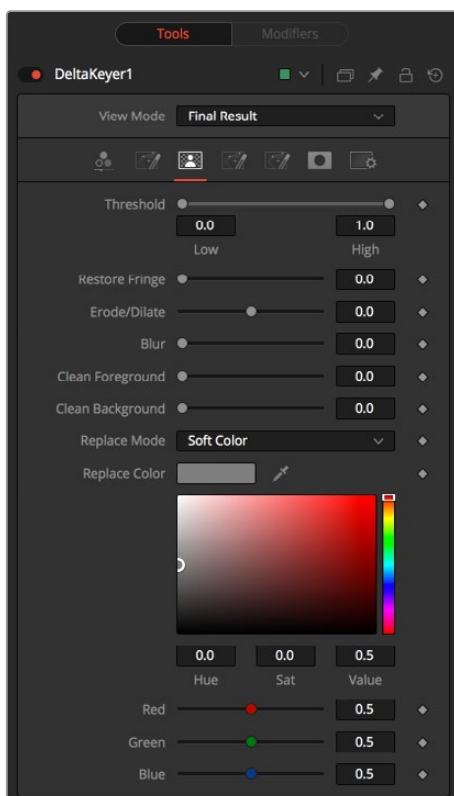 Tools Modifiers
DeltaKeyer1
View Mode Final Result
Threshold
0.0 1.0
Low High
Restore Fringe 0.0
Erode/Dilate 0.0
Blur 0.0
Clean Foreground 0.0
Clean Background 0.0
Replace Mode Soft Color
Replace Color
0.0 0.0 0.5
Hue Sat Value
Red 0.5
Green 0.5
Blue 0.5